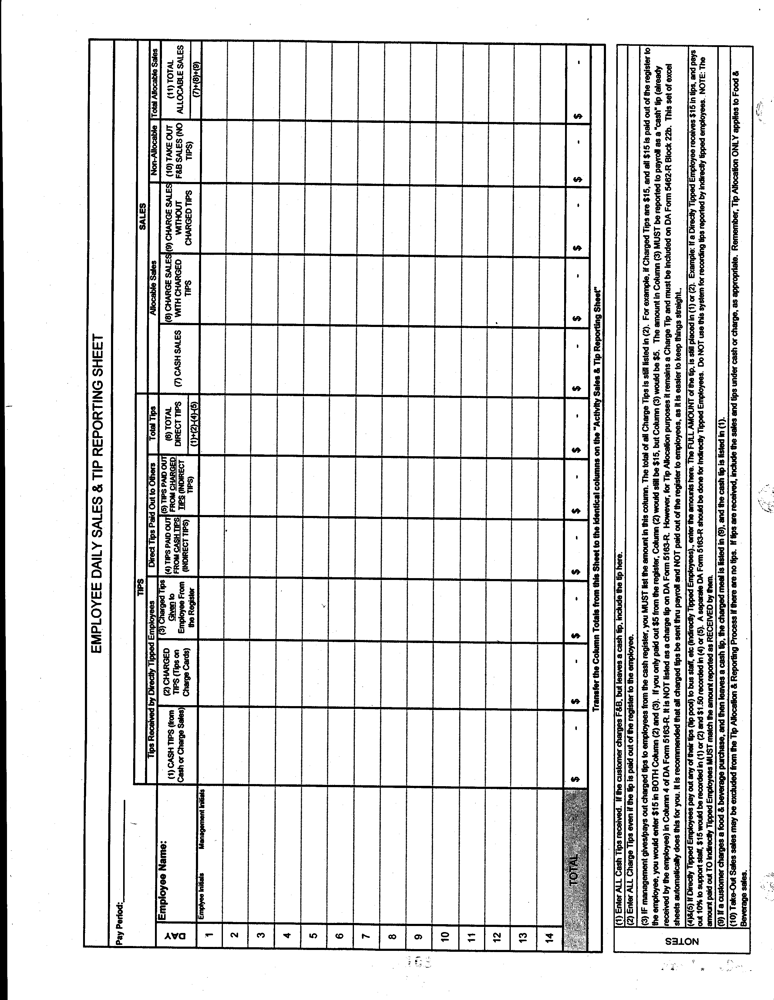 EMPLOYEE DAILY SALES & TIP REPORTING SHEET
Pay Period:
TIPS
SALES
Tips Received by Directly Tipped Employees
Direct Tips Paid Out to Others
Total Tips
Allocable Sales
Non-Allocable
Total Allocable Sales
DAY
Employee Name:
(1) CASH TIPS (from
Cash or Charge Sales)
(2) CHARGED
TIPS (Tips on
Charge Cards)
(3) Charged Tips
Given to
Employee From
the Register
(4) TIPS PAID OUT
FROM CASH TIPS
(INDIRECT TIPS)
(5) TIPS PAID OUT
FROM CHARGED
TIPS (INDIRECT
TIPS)
(6) TOTAL
DIRECT TIPS
(1)+(2)-(4)-(5)
(7) CASH SALES
(8) CHARGE SALES
WITH CHARGED
TIPS
(9) CHARGE SALES
WITHOUT
CHARGED TIPS
(10) TAKE OUT
F&B SALES (NO
TIPS)
(11) TOTAL
ALLOCABLE SALES
(7)+(8)+(9)
Emplyee Initials Management Initials
1
2
3
4
5
6
7
8
9
10
11
12
13
14
TOTAL $ - $ - $ - $ - $ - $ - $ - $ - $ - $ - $ -
Transfer the Column Totals from this Sheet to the identical columns on the "Activity Sales & Tip Reporting Sheet"
NOTES
(1) Enter ALL Cash Tips received. If the customer charges F&B, but leaves a cash tip, include the tip here.
(2) Enter ALL Charge Tips even if the tip is paid out of the register to the employee.
(3) IF management gives/pays out charged tips to employees from the cash register, you MUST list the amount in this column. The total of all Charge Tips is still listed in (2). For example, if Charged Tips are $15, and all $15 is paid out of the register to
the employee, you would enter $15 in BOTH Column (2) and (3). If you only paid out $5 from the register, Column (2) would still be $15, but Column (3) would be $5. The amount in Column (3) MUST be reported to payroll as a "cash" tip (already
received by the employee) in Column 4 of DA Form 5163-R. It is NOT listed as a charge tip on DA Form 5163-R. However, for Tip Allocation purposes it remains a Charge Tip and must be included on DA Form 5462-R Block 22b. This set of excel
sheets automatically does this for you. It is recommended that all charged tips be sent thru payroll and NOT paid out of the register to employees, as it is easier to keep things straight..
(4)&(5) If Directly Tipped Employees pay out any of their tips (tip pool) to bus staff, etc (Indirectly Tipped Employees)., enter the amounts here. The FULL AMOUNT of the tip, is still placed in (1) or (2). Example: If a Directly Tipped Employee receives $15 in tips, and pays
out 10% to support staff, $15 would be recorded in (1) or (2) and $1.50 recorded in (4) or (5). A separate DA Form 5163-R should be done for Indirectly Tipped Employees. Do NOT use this system for recording tips reported by indirectly tipped employees. NOTE: The
amount paid out TO Indirectly Tipped Employees MUST match the amount reported as RECEIVED by them.
(9) If a customer charges a food & beverage purchase, and then leaves a cash tip, the charged meal is listed in (9), and the cash tip is listed in (1).
(10) Take-Out Sales sales may be excluded from the Tip Allocation & Reporting Process if there are no tips. If tips are received, include the sales and tips under cash or charge, as appropriate. Remember, Tip Allocation ONLY applies to Food &
Beverage sales.